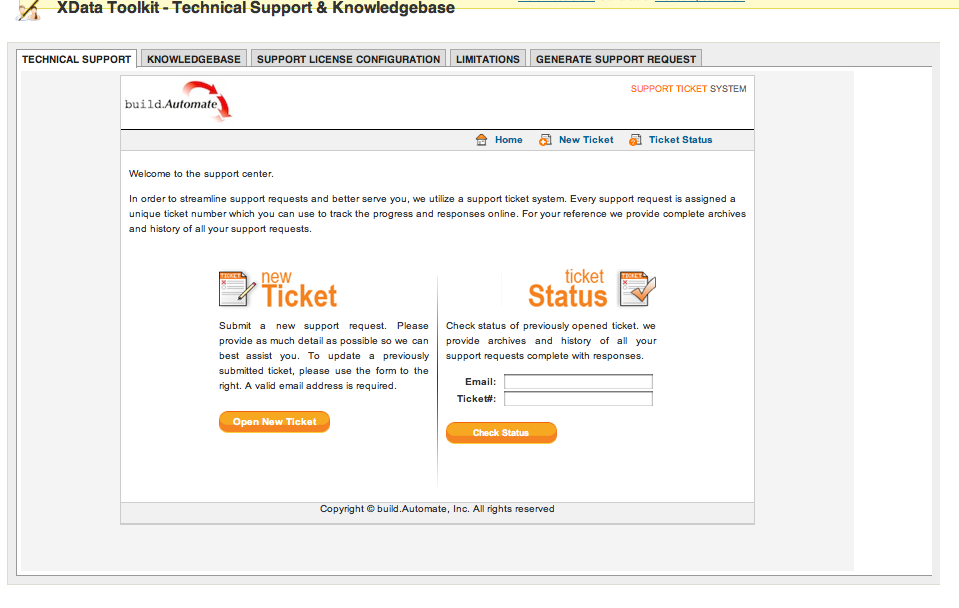 XData Toolkit - Technical Support & Knowledgebase
TECHNICAL SUPPORT
KNOWLEDGEBASE
SUPPORT LICENSE CONFIGURATION
LIMITATIONS
GENERATE SUPPORT REQUEST
build.Automate
SUPPORT TICKET SYSTEM
Home
New Ticket
Ticket Status
Welcome to the support center.
In order to streamline support requests and better serve you, we utilize a support ticket system. Every support request is assigned a
unique ticket number which you can use to track the progress and responses online. For your reference we provide complete archives
and history of all your support requests.
TICKET
new
Ticket
Submit a new support request. Please
provide as much detail as possible so we can
best assist you. To update a previously
submitted ticket, please use the form to the
right. A valid email address is required.
Open New Ticket
ticket
Status
TICKET
Check status of previously opened ticket. we
provide archives and history of all your
support requests complete with responses.
Email:
Ticket#:
Check Status
Copyright © build.Automate, Inc. All rights reserved